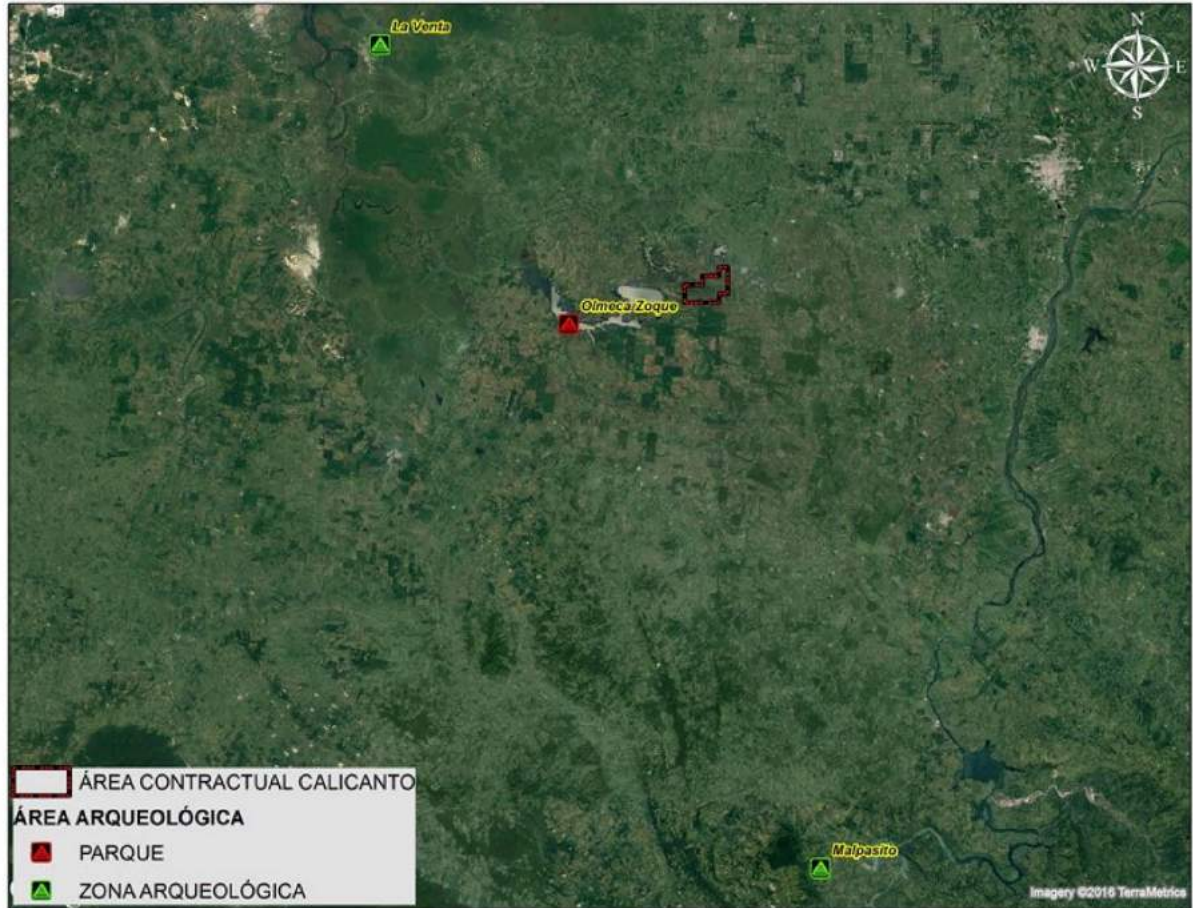 La Venta
N
W E
S
Olmeca Zoque
ÁREA CONTRACTUAL CALICANTO
ÁREA ARQUEOLÓGICA
PARQUE
ZONA ARQUEOLÓGICA
Malpasito
Imagery ©2016 TerraMetrics